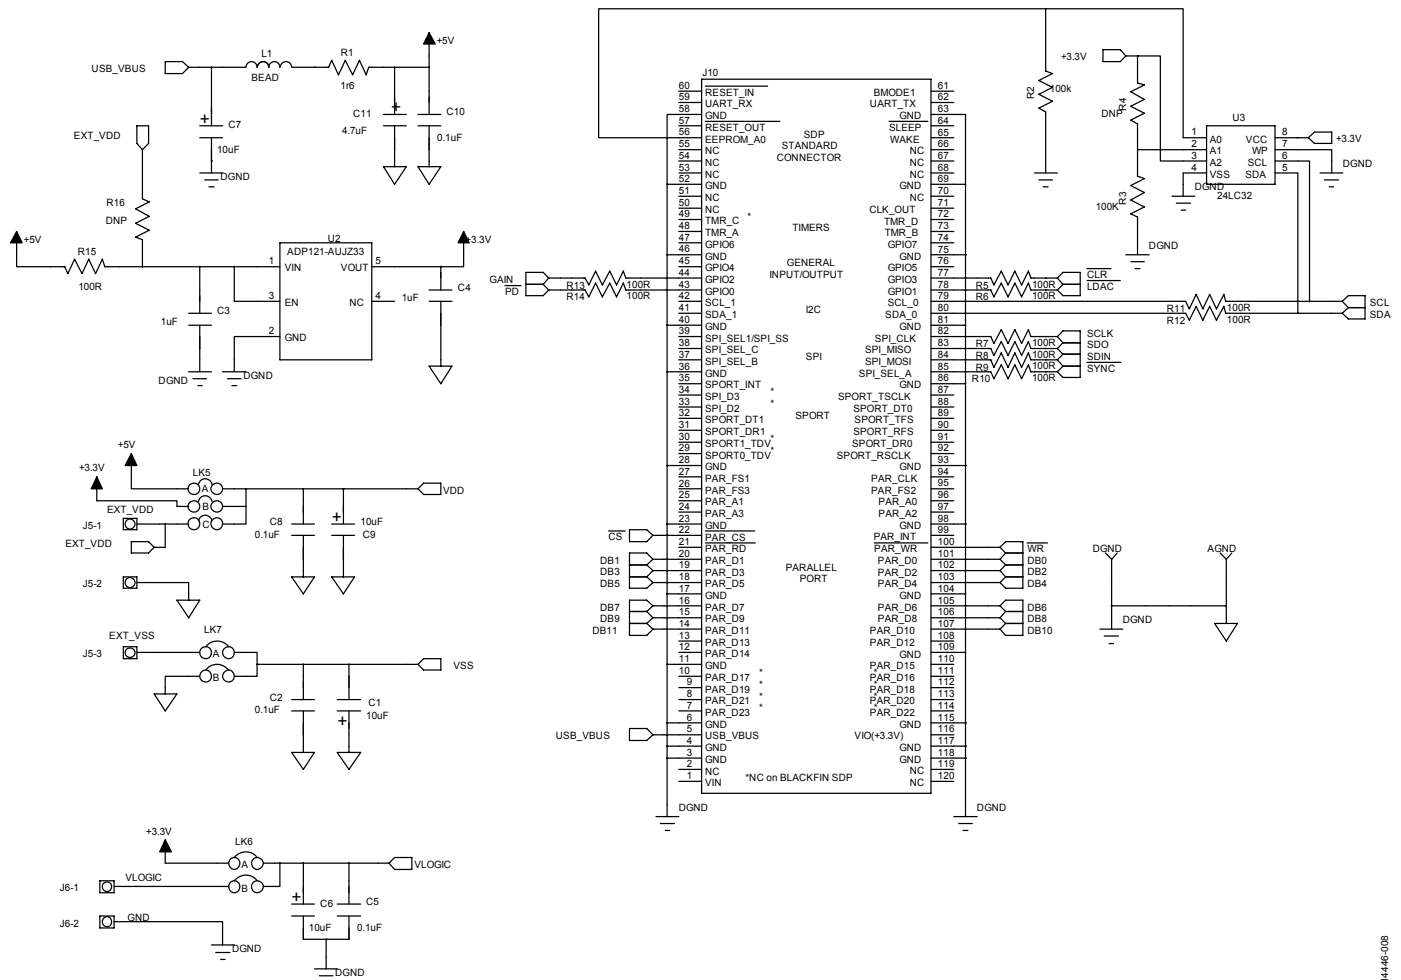 +5V
USB_VBUS
L1
BEAD
R1
1r6
C7
10uF
DGND
C11
4.7uF
C10
0.1uF
EXT_VDD
R16
DNP
+5V
R15
100R
U2
ADP121-AUJZ33
1 VIN
VOUT 5
3 EN
NC 4
2 GND
C3
1uF
DGND
DGND
+3.3V
C4
1uF
+5V
+3.3V
LK5
A
B
C
EXT_VDD
J5-1
EXT_VDD
VDD
C8
0.1uF
10uF
C9
J5-2
EXT_VSS
LK7
J5-3
A
B
VSS
C2
0.1uF
C1
10uF
+3.3V
LK6
A
B
VLOGIC
J6-1
VLOGIC
J6-2
GND
DGND
C6
10uF
C5
0.1uF
DGND
J10
SDP
STANDARD
CONNECTOR
TIMERS
GENERAL
INPUT/OUTPUT
I2C
SPI
SPORT
PARALLEL
PORT
*NC on BLACKFIN SDP
60 RESET_IN
59 UART_RX
58 GND
57 RESET_OUT
56 EEPROM_A0
55 NC
54 NC
53 NC
52 GND
51 NC
50 NC
49 TMR_C *
48 TMR_A
47 GPIO6
46 GND
45 GPIO4
44 GPIO2
43 GPIO0
42 SCL_1
41 SDA_1
40 GND
39 SPI_SEL1/SPI_SS
38 SPI_SEL_C
37 SPI_SEL_B
36 GND
35 SPORT_INT
34 SPI_D3 *
33 SPI_D2 *
32 SPORT_DT1
31 SPORT_DR1
30 SPORT1_TDV *
29 SPORT0_TDV *
28 GND
27 PAR_FS1
26 PAR_FS3
25 PAR_A1
24 PAR_A3
23 GND
22 PAR_CS
21 PAR_RD
20 PAR_D1
19 PAR_D3
18 PAR_D5
17 GND
16 PAR_D7
15 PAR_D9
14 PAR_D11
13 PAR_D13
12 PAR_D14
11 GND
10 PAR_D17 *
9 PAR_D19 *
8 PAR_D21 *
7 PAR_D23 *
6 GND
5 USB_VBUS
4 GND
3 GND
2 NC
1 VIN
BMODE1 61
UART_TX 62
GND 63
SLEEP 64
WAKE 65
NC 66
NC 67
NC 68
GND 69
NC 70
CLK_OUT 71
TMR_D 72
TMR_B 73
GPIO7 74
GND 75
GPIO5 76
GPIO3 77
GPIO1 78
SCL_0 79
SDA_0 80
GND 81
SPI_CLK 82
SPI_MISO 83
SPI_MOSI 84
SPI_SEL_A 85
GND 86
SPORT_TSCLK 87
SPORT_DT0 88
SPORT_TFS 89
SPORT_RFS 90
SPORT_DR0 91
SPORT_RSCLK 92
GND 93
PAR_CLK 94
PAR_FS2 95
PAR_A0 96
PAR_A2 97
GND 98
PAR_INT 99
PAR_WR 100
PAR_D0 101
PAR_D2 102
PAR_D4 103
GND 104
PAR_D6 105
PAR_D8 106
PAR_D10 107
PAR_D12 108
GND 109
PAR_D15 110
PAR_D16 111
PAR_D18 112
PAR_D20 113
PAR_D22 114
GND 115
VIO(+3.3V) 116
GND 117
GND 118
NC 119
NC 120
GAIN
PD
R13 100R
R14 100R
CS
DB1
DB3
DB5
DB7
DB9
DB11
USB_VBUS
DGND
DGND
R5 100R CLR
R6 100R LDAC
R11 100R SCL
R12 100R SDA
R7 100R SCLK
R8 100R SDO
R9 100R SDIN
R10 100R SYNC
WR
DB0
DB2
DB4
DB6
DB8
DB10
R2
100k
DGND
+3.3V
R4
DNP
R3
100K
DGND
U3
1 A0
2 A1
3 A2
4 VSS
VCC 8
WP 7
SCL 6
SDA 5
24LC32
DGND
+3.3V
DGND
DGND
AGND
DGND